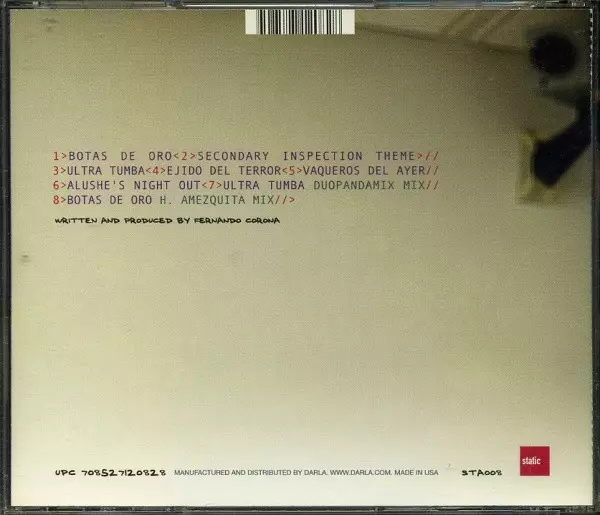 1>BOTAS DE ORO<2>SECONDARY INSPECTION THEME>//
3>ULTRA TUMBA<4>EJIDO DEL TERROR<5>VAQUEROS DEL AYER//
6>ALUSHE'S NIGHT OUT<7>ULTRA TUMBA DUOPANDAMIX MIX//
8>BOTAS DE ORO H. AMEZQUITA MIX//>
WRITTEN AND PRODUCED BY FERNANDO CORONA
static
UPC 708527120828 MANUFACTURED AND DISTRIBUTED BY DARLA. WWW.DARLA.COM. MADE IN USA STA008